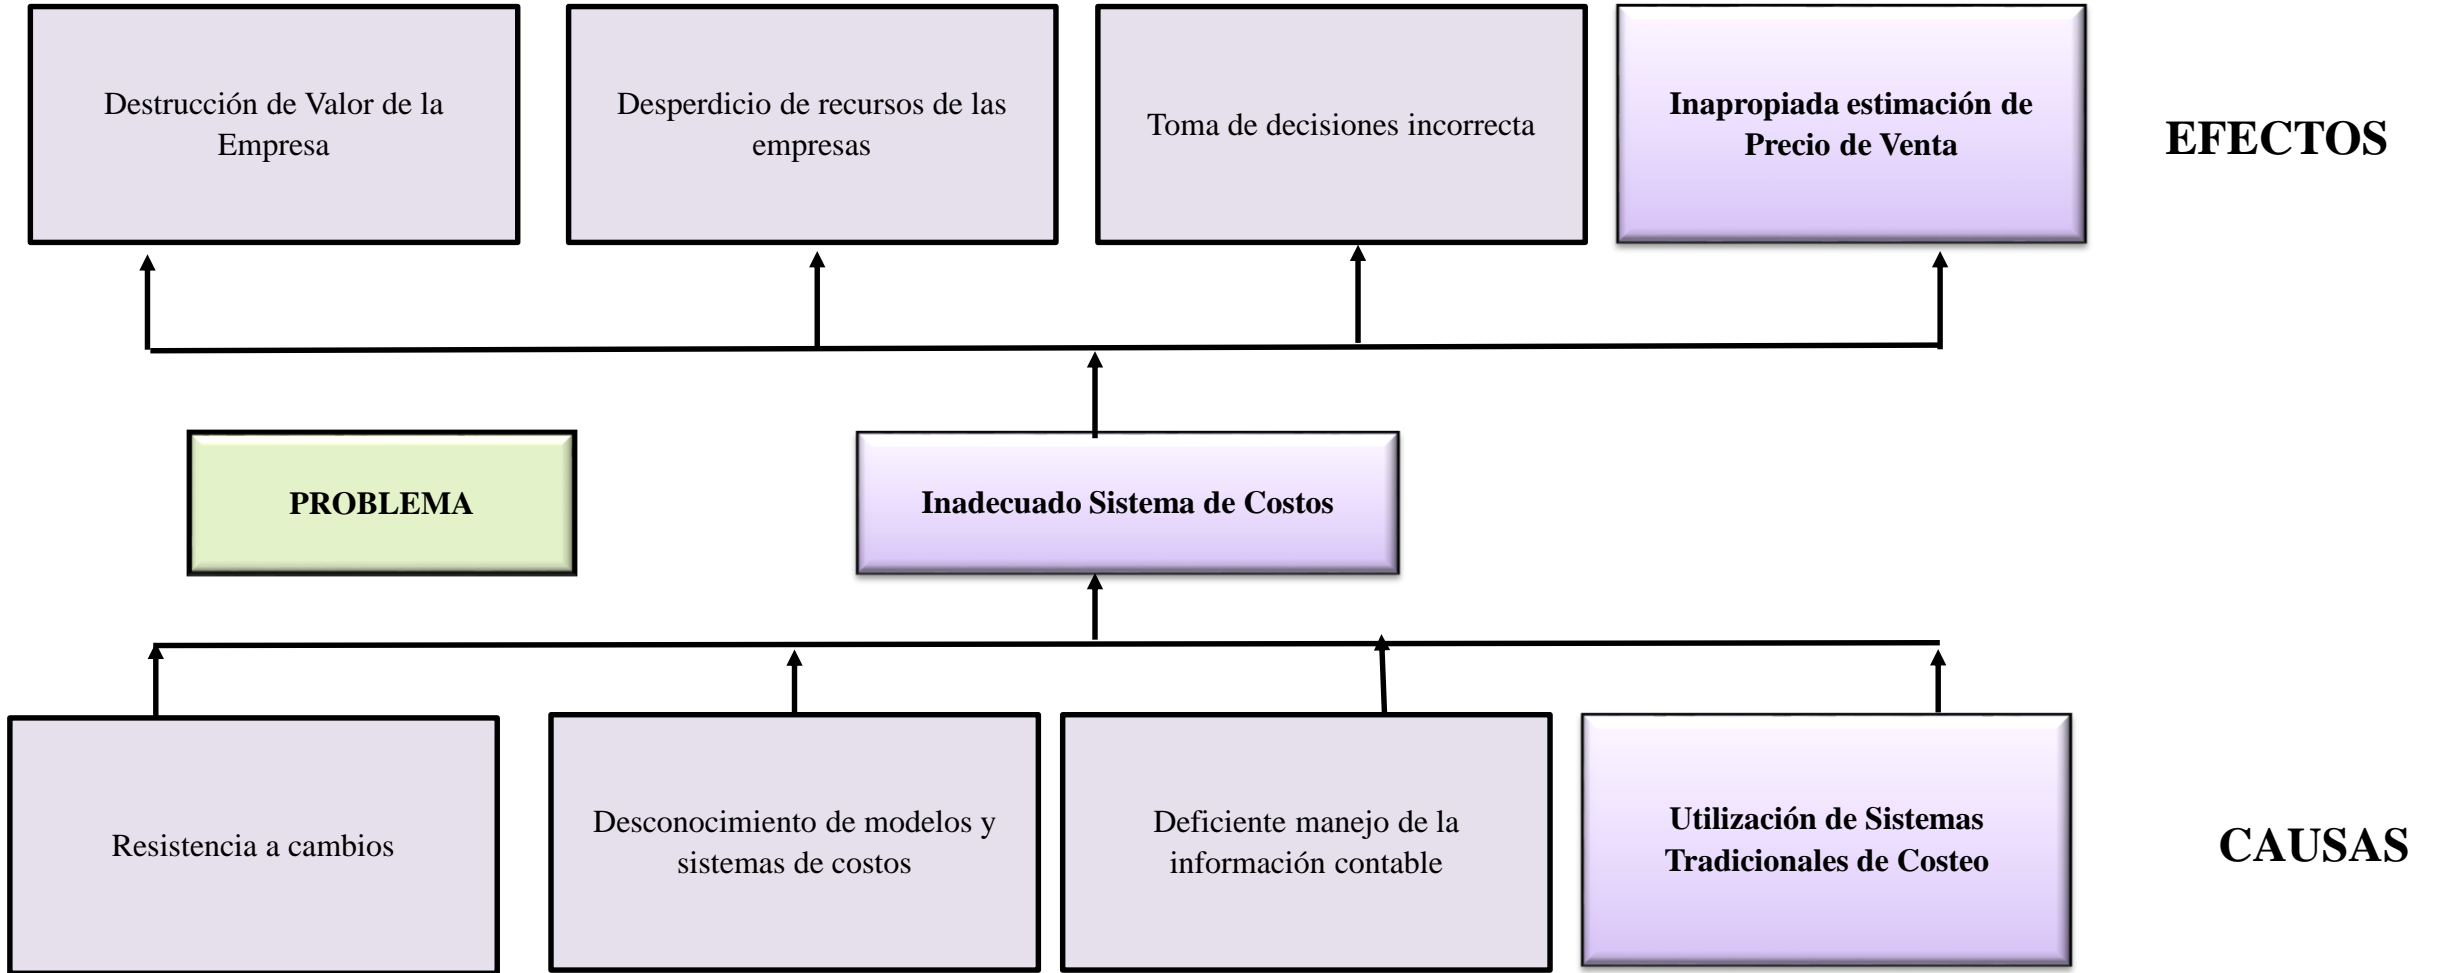 Destrucción de Valor de la
Empresa
Desperdicio de recursos de las
empresas
Toma de decisiones incorrecta
Inapropiada estimación de
Precio de Venta
EFECTOS
PROBLEMA
Inadecuado Sistema de Costos
Resistencia a cambios
Desconocimiento de modelos y
sistemas de costos
Deficiente manejo de la
información contable
Utilización de Sistemas
Tradicionales de Costeo
CAUSAS